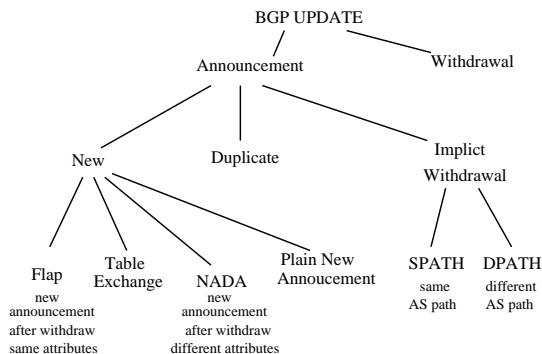 BGP UPDATE
Announcement
Withdrawal
New
Duplicate
Implict
Withdrawal
Flap
new
announcement
after withdraw
same attributes
Table
Exchange
NADA
new
announcement
after withdraw
different attributes
Plain New
Annoucement
SPATH
same
AS path
DPATH
different
AS path